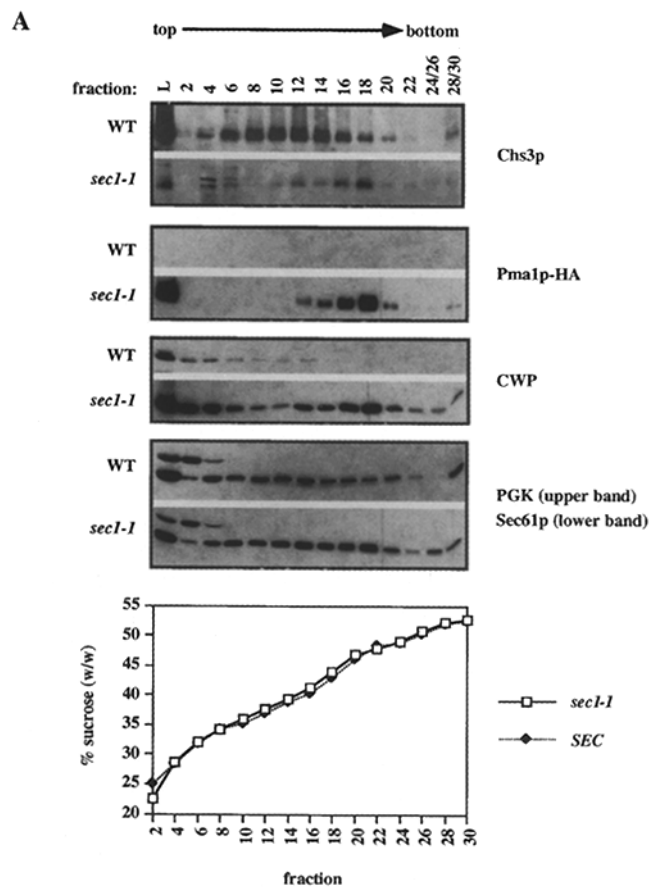 A
top bottom
fraction: L 2 4 6 8 10 12 14 16 18 20 22 24/26 28/30
WT
sec1-1
Chs3p
WT
sec1-1
Pma1p-HA
WT
sec1-1
CWP
WT
sec1-1
PGK (upper band)
Sec61p (lower band)
55
50
45
40
35
30
25
20
% sucrose (w/w)
2 4 6 8 10 12 14 16 18 20 22 24 26 28 30
fraction
sec1-1
SEC